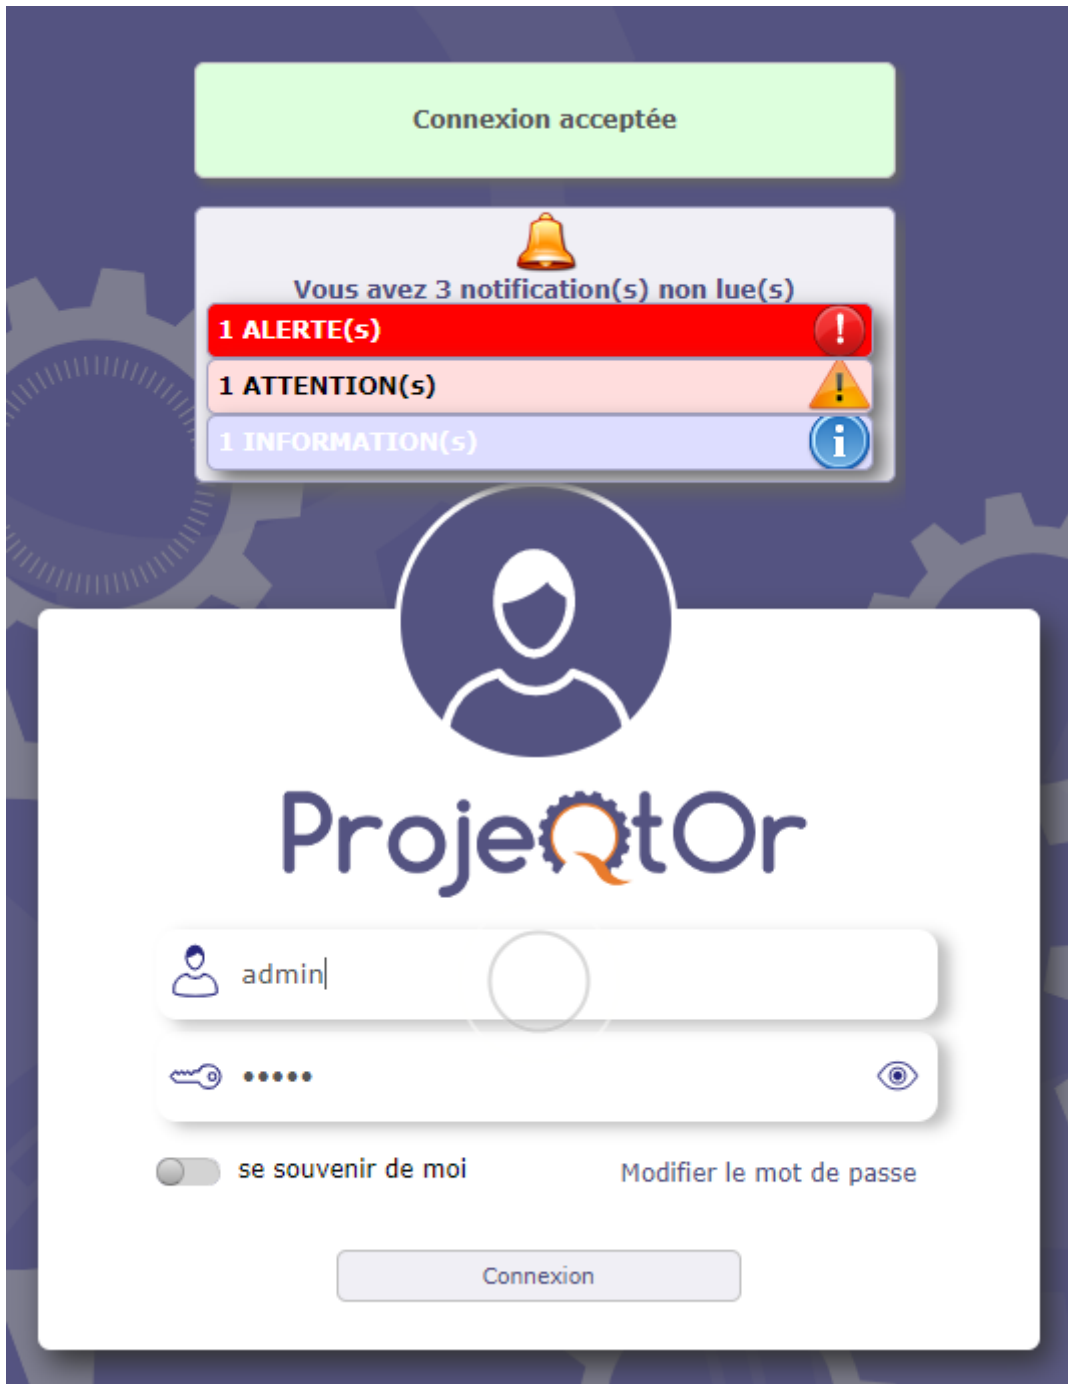 Connexion acceptée
Vous avez 3 notification(s) non lue(s)
1 ALERTE(s)
1 ATTENTION(s)
1 INFORMATION(s)
ProjeQtOr
admin
•••••
se souvenir de moi
Modifier le mot de passe
Connexion